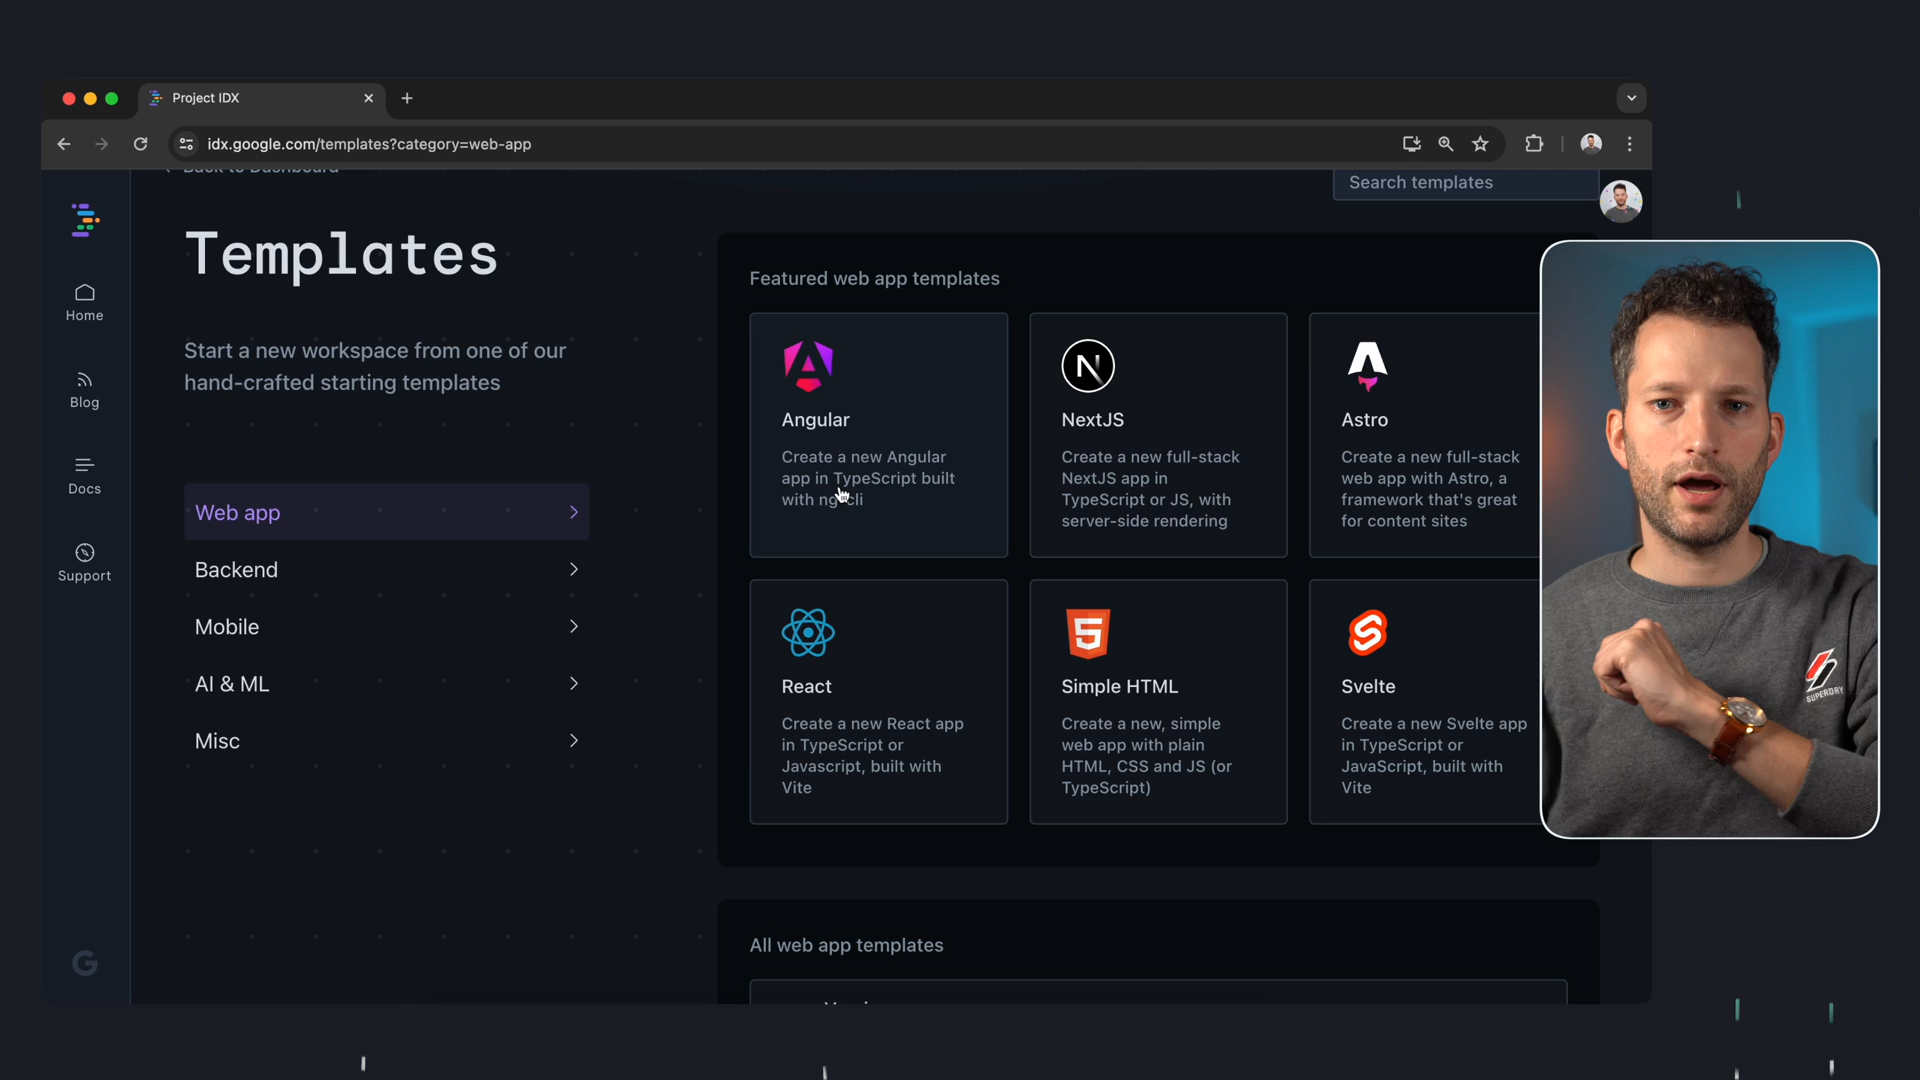 Project IDX
idx.google.com/templates?category=web-app
Back to Dashboard
Search templates
Templates
Start a new workspace from one of our
hand-crafted starting templates
Home
Blog
Docs
Support
Web app
Backend
Mobile
AI & ML
Misc
Featured web app templates
Angular
Create a new Angular
app in TypeScript built
with ng cli
NextJS
Create a new full-stack
NextJS app in
TypeScript or JS, with
server-side rendering
Astro
Create a new full-stack
web app with Astro, a
framework that's great
for content sites
React
Create a new React app
in TypeScript or
Javascript, built with
Vite
Simple HTML
Create a new, simple
web app with plain
HTML, CSS and JS (or
TypeScript)
Svelte
Create a new Svelte app
in TypeScript or
JavaScript, built with
Vite
All web app templates
SUPERDRY